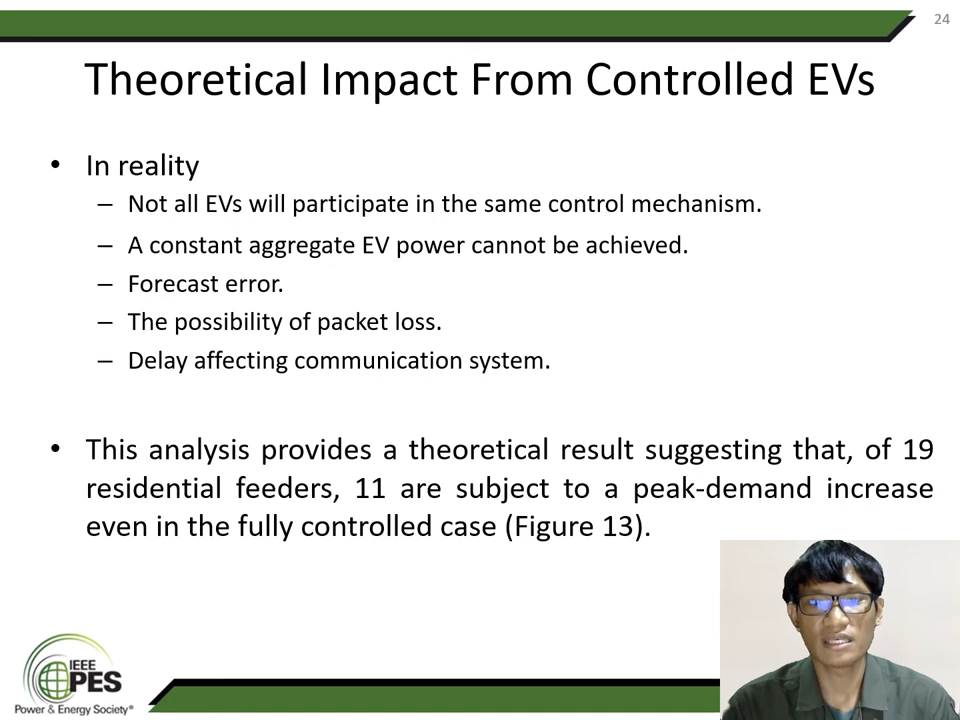 24
Theoretical Impact From Controlled EVs
• In reality
– Not all EVs will participate in the same control mechanism.
– A constant aggregate EV power cannot be achieved.
– Forecast error.
– The possibility of packet loss.
– Delay affecting communication system.
• This analysis provides a theoretical result suggesting that, of 19
residential feeders, 11 are subject to a peak-demand increase
even in the fully controlled case (Figure 13).
IEEE
PES
Power & Energy Society®